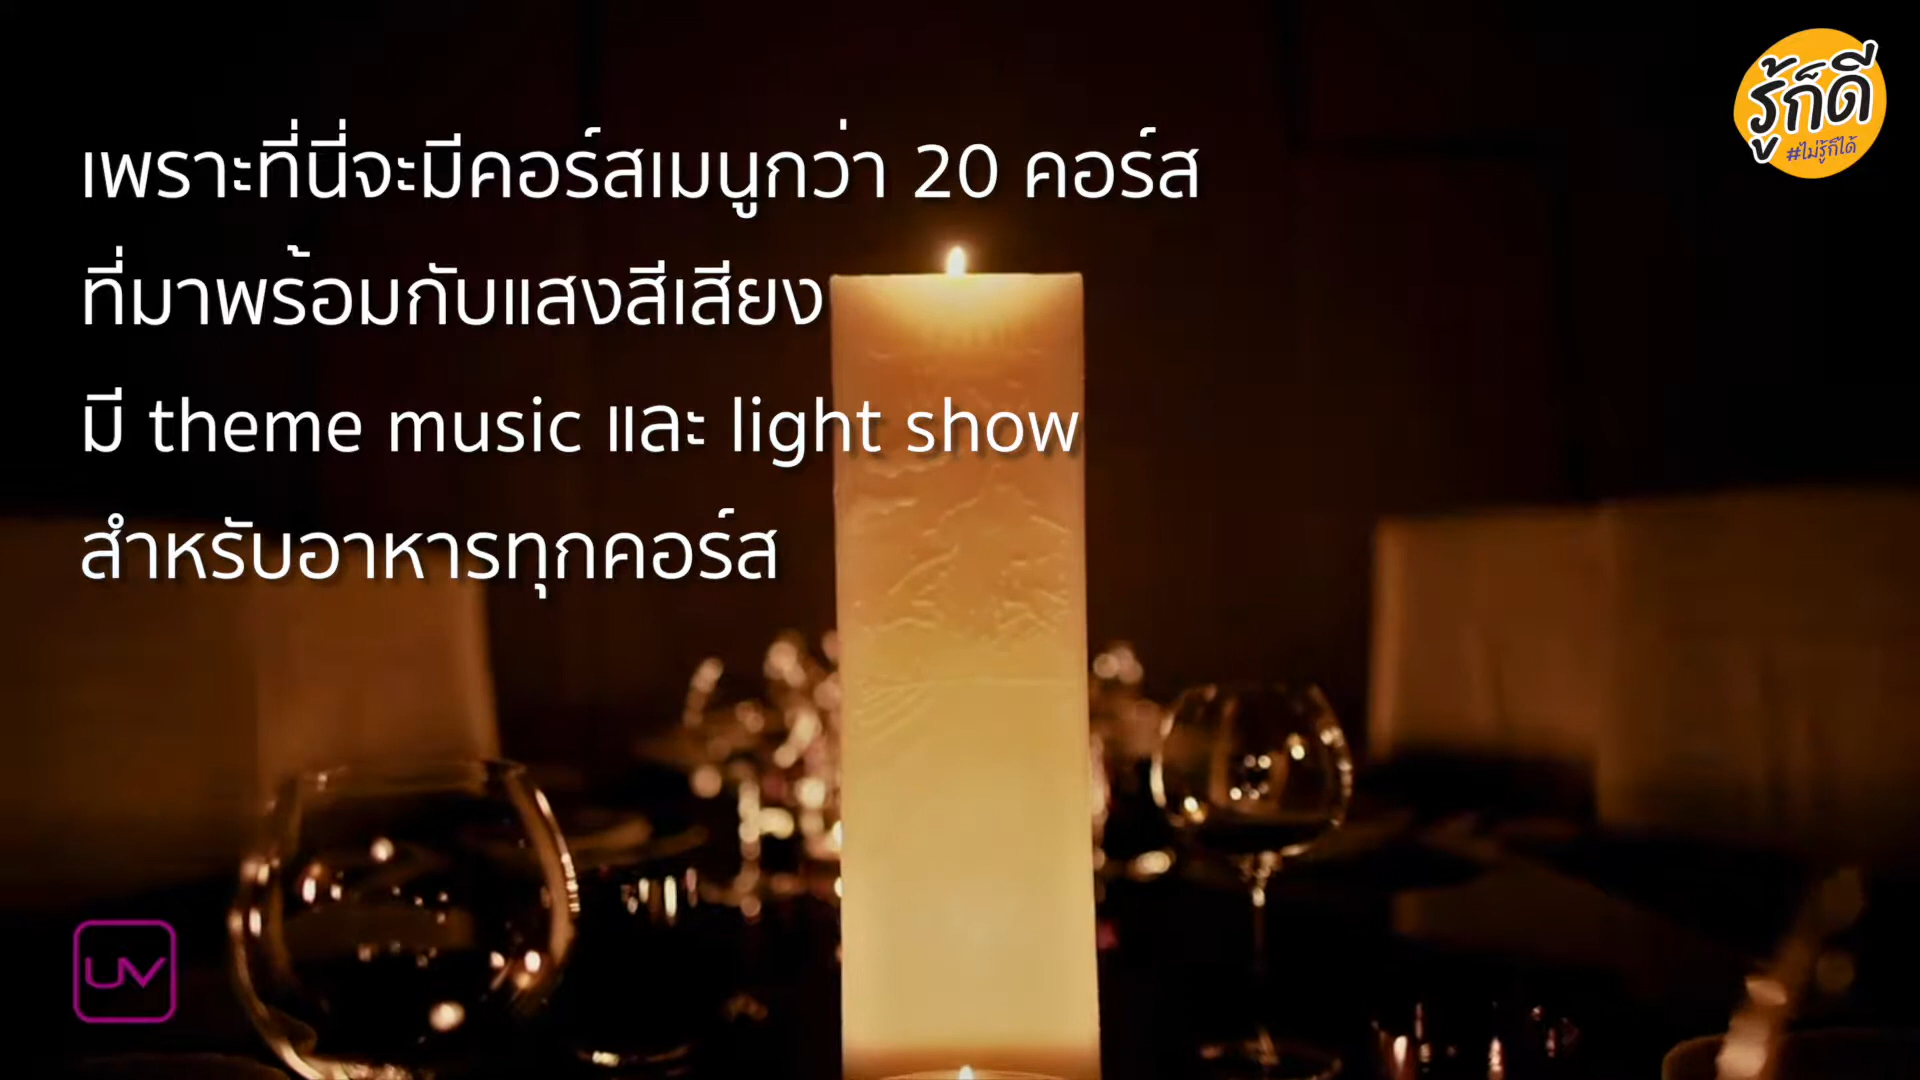 รู้ก็ดี
#ไม่รู้ก็ได้
เพราะที่นี่จะมีคอร์สเมนูกว่า 20 คอร์ส
ที่มาพร้อมกับแสงสีเสียง
มี theme music และ light show
สำหรับอาหารทุกคอร์ส
UV